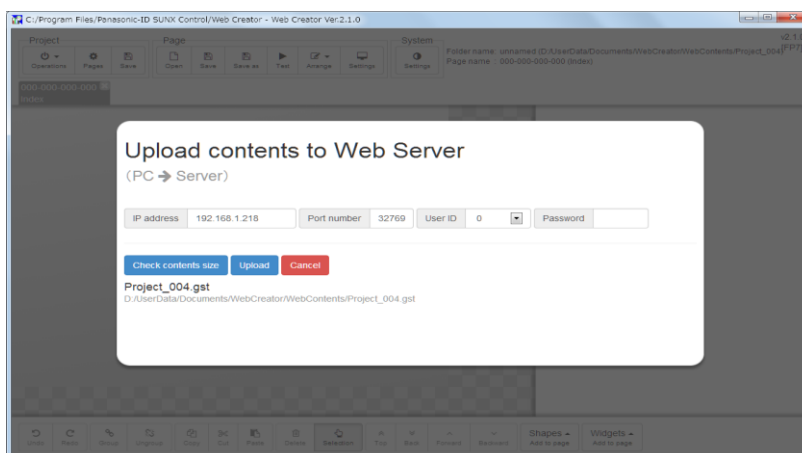 C:/Program Files/Panasonic-ID SUNX Control/Web Creator - Web Creator Ver.2.1.0
Project Page System
Operations Pages Save Open Save Save as Test Arrange Settings Settings
v2.1.0
Folder name: unnamed (D:/UserData/Documents/WebCreator/WebContents/Project_004)
(FP7)
Page name : 000-000-000-000 (Index)
000-000-000-000
Index
Upload contents to Web Server
(PC ➔ Server)
IP address 192.168.1.218 Port number 32769 User ID 0 Password
Check contents size Upload Cancel
Project_004.gst
D:/UserData/Documents/WebCreator/WebContents/Project_004.gst
Undo Redo Group Ungroup Copy Cut Paste Delete Selection Top Back Forward Backward
Shapes Widgets
Add to page Add to page